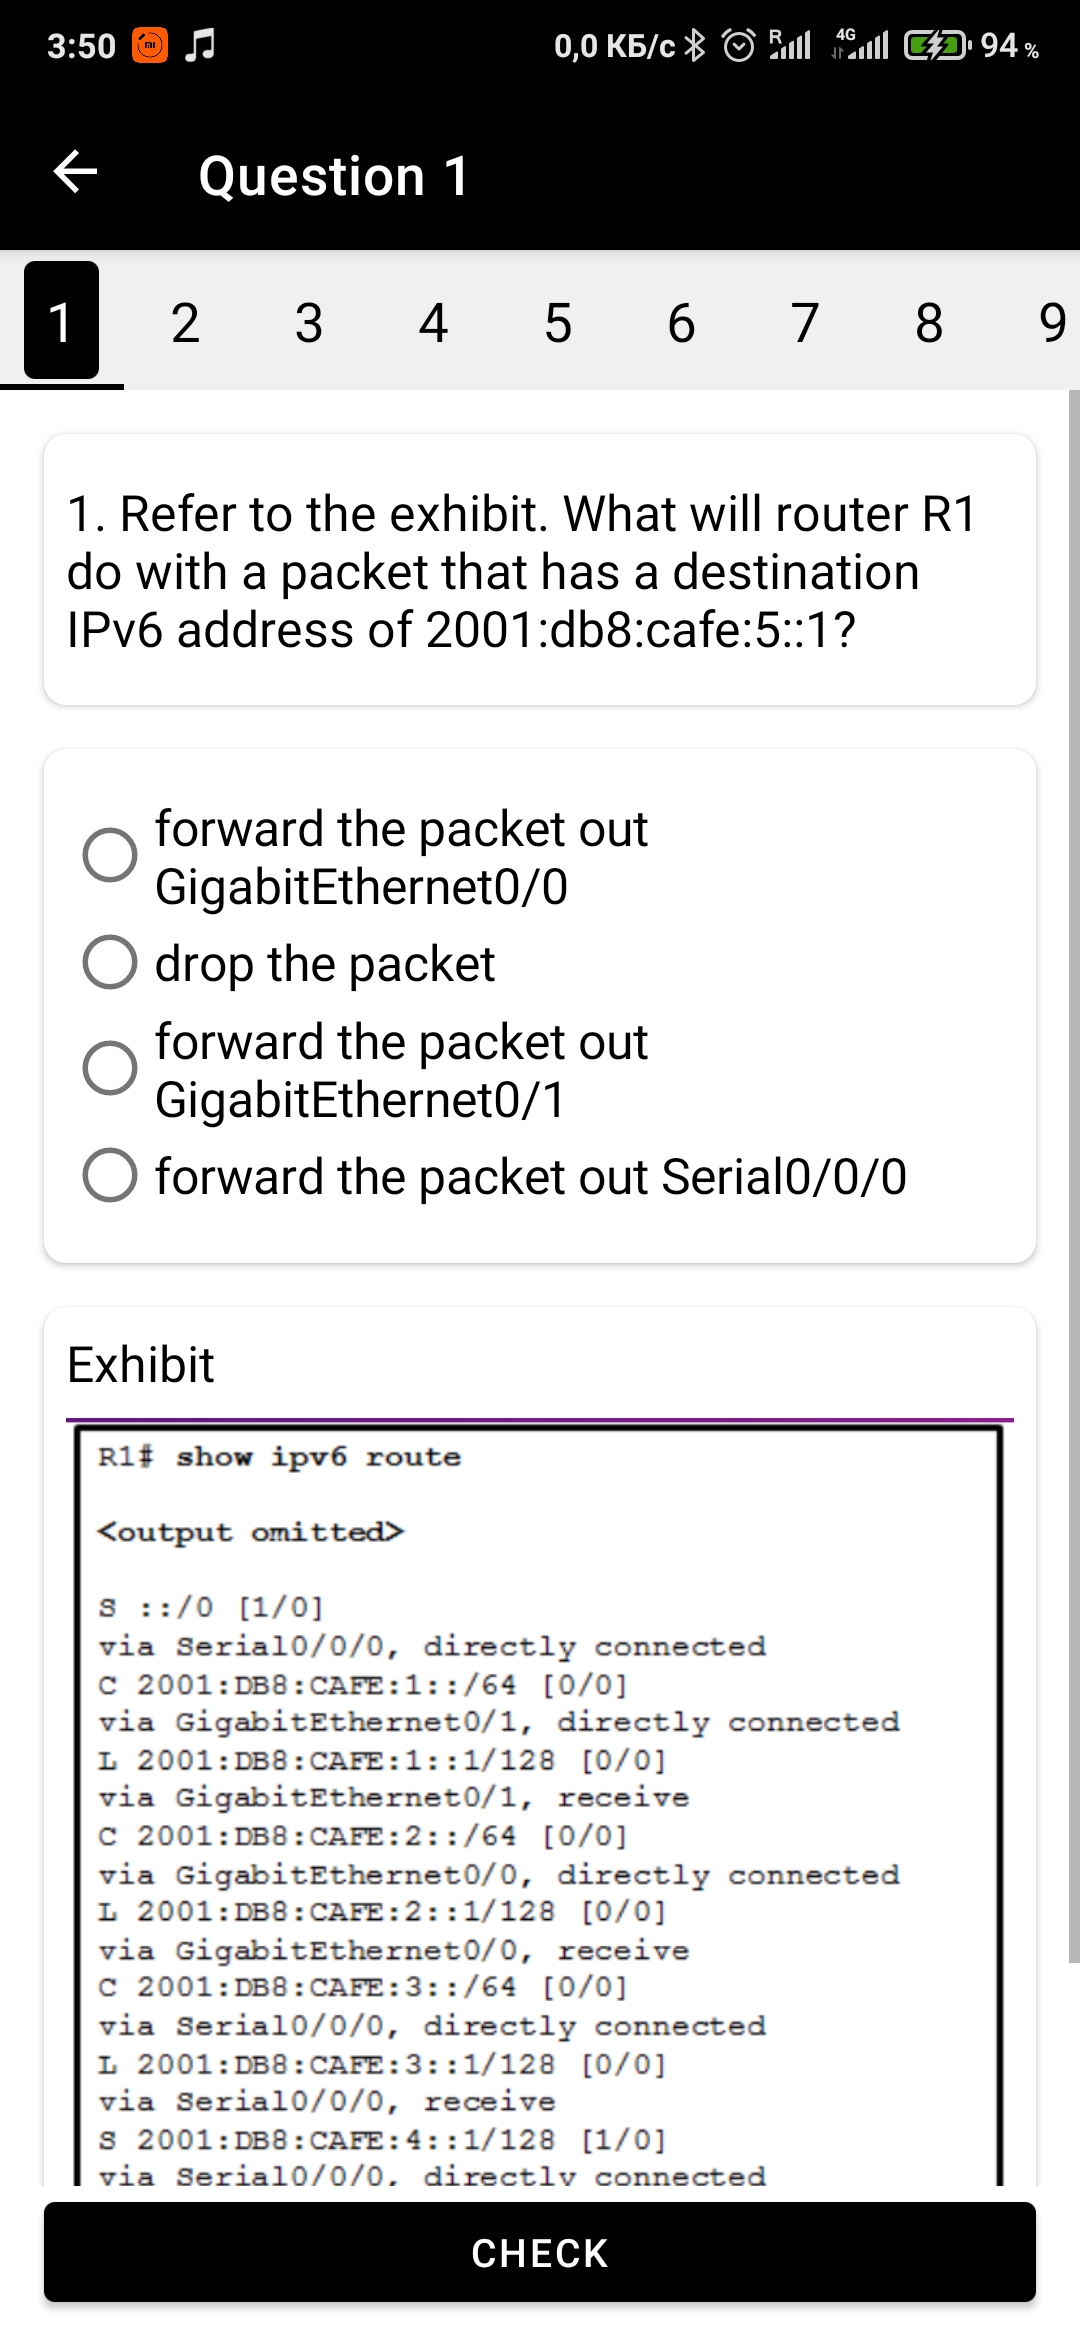 3:50 0,0 КБ/с R 4G 94 %
Question 1
1 2 3 4 5 6 7 8 9
1. Refer to the exhibit. What will router R1
do with a packet that has a destination
IPv6 address of 2001:db8:cafe:5::1?
forward the packet out
GigabitEthernet0/0
drop the packet
forward the packet out
GigabitEthernet0/1
forward the packet out Serial0/0/0
Exhibit
R1# show ipv6 route
<output omitted>
S ::/0 [1/0]
via Serial0/0/0, directly connected
C 2001:DB8:CAFE:1::/64 [0/0]
via GigabitEthernet0/1, directly connected
L 2001:DB8:CAFE:1::1/128 [0/0]
via GigabitEthernet0/1, receive
C 2001:DB8:CAFE:2::/64 [0/0]
via GigabitEthernet0/0, directly connected
L 2001:DB8:CAFE:2::1/128 [0/0]
via GigabitEthernet0/0, receive
C 2001:DB8:CAFE:3::/64 [0/0]
via Serial0/0/0, directly connected
L 2001:DB8:CAFE:3::1/128 [0/0]
via Serial0/0/0, receive
S 2001:DB8:CAFE:4::1/128 [1/0]
via Serial0/0/0, directly connected
CHECK